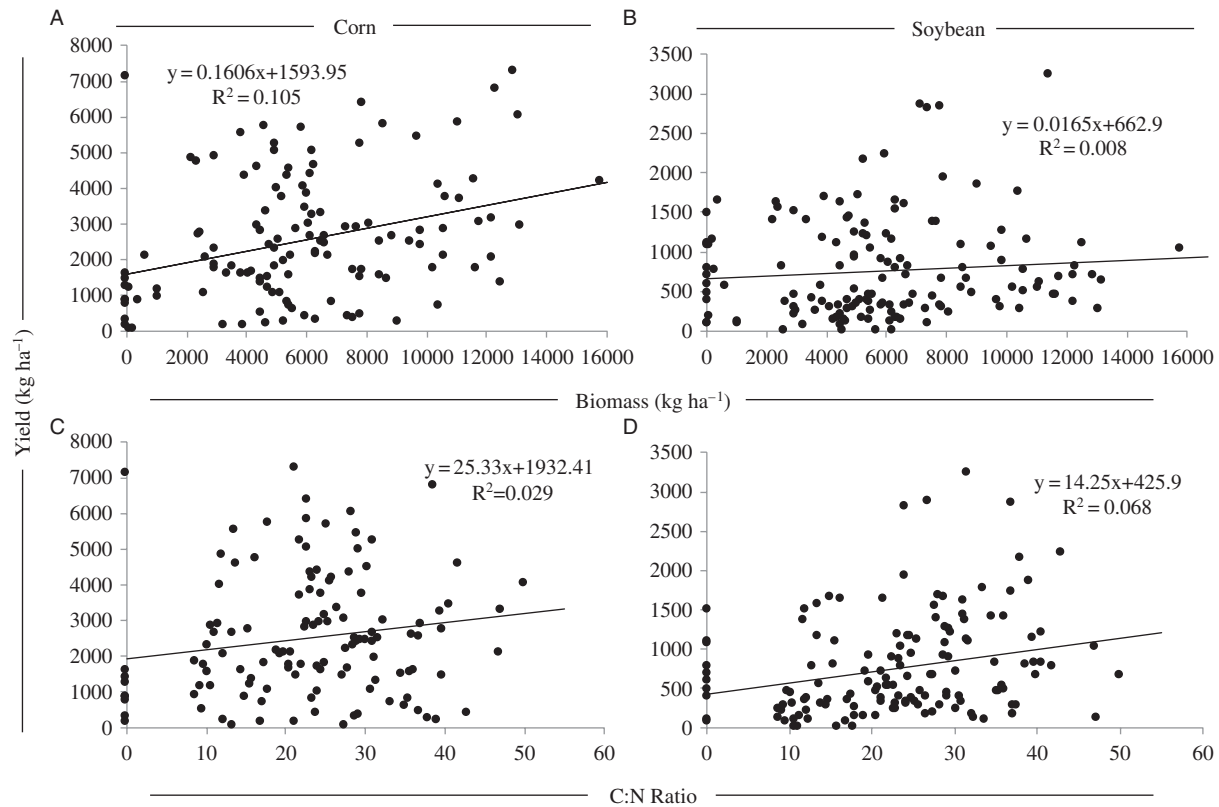 A
Corn
B
Soybean
8000
7000
6000
5000
4000
3000
2000
1000
0
y = 0.1606x+1593.95
R² = 0.105
0 2000 4000 6000 8000 10000 12000 14000 16000
3500
3000
2500
2000
1500
1000
500
0
y = 0.0165x+662.9
R² = 0.008
0 2000 4000 6000 8000 10000 12000 14000 16000
Yield (kg ha⁻¹)
Biomass (kg ha⁻¹)
C
D
8000
7000
6000
5000
4000
3000
2000
1000
0
y = 25.33x+1932.41
R²=0.029
0 10 20 30 40 50 60
3500
3000
2500
2000
1500
1000
500
0
y = 14.25x+425.9
R² = 0.068
0 10 20 30 40 50 60
C:N Ratio